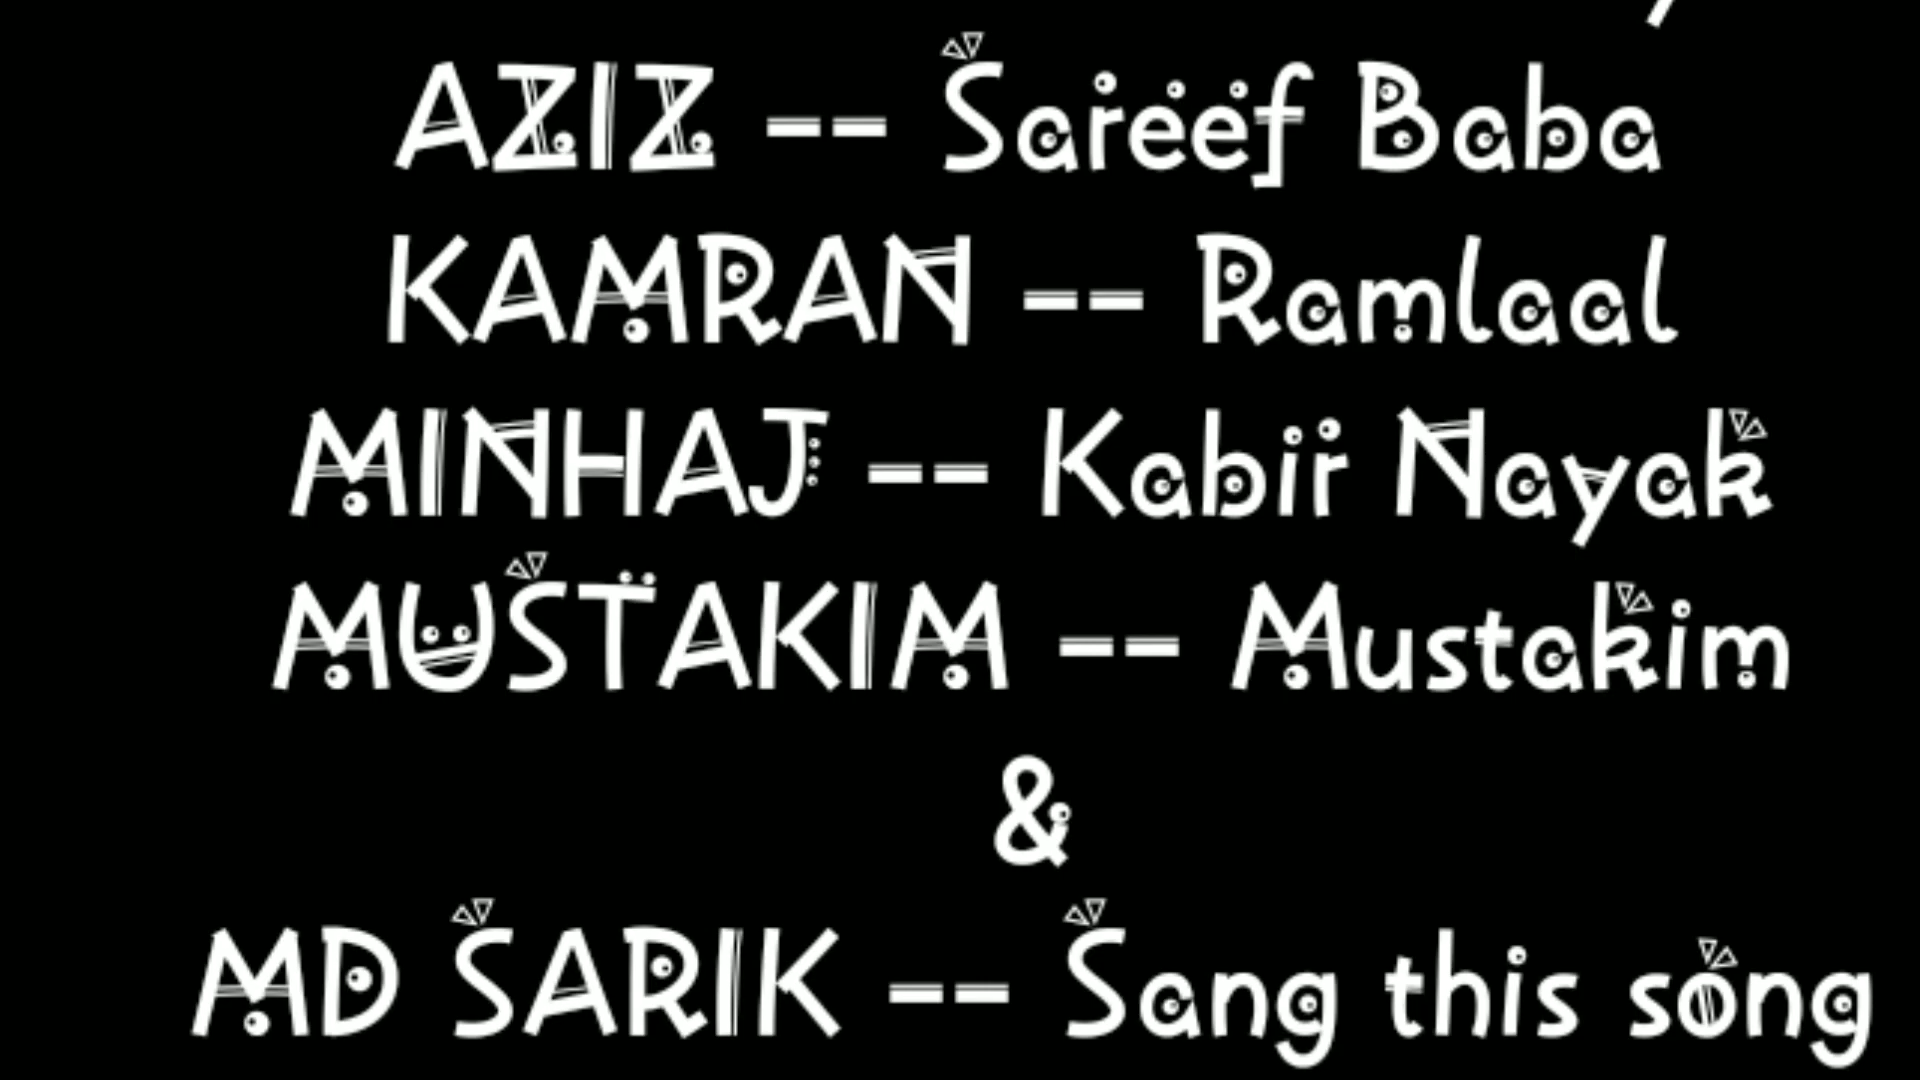 AZIZ -- Sareef Baba
KAMRAN -- Ramlaal
MINHAJ -- Kabir Nayak
MUSTAKIM -- Mustakim
&
MD SARIK -- Sang this song